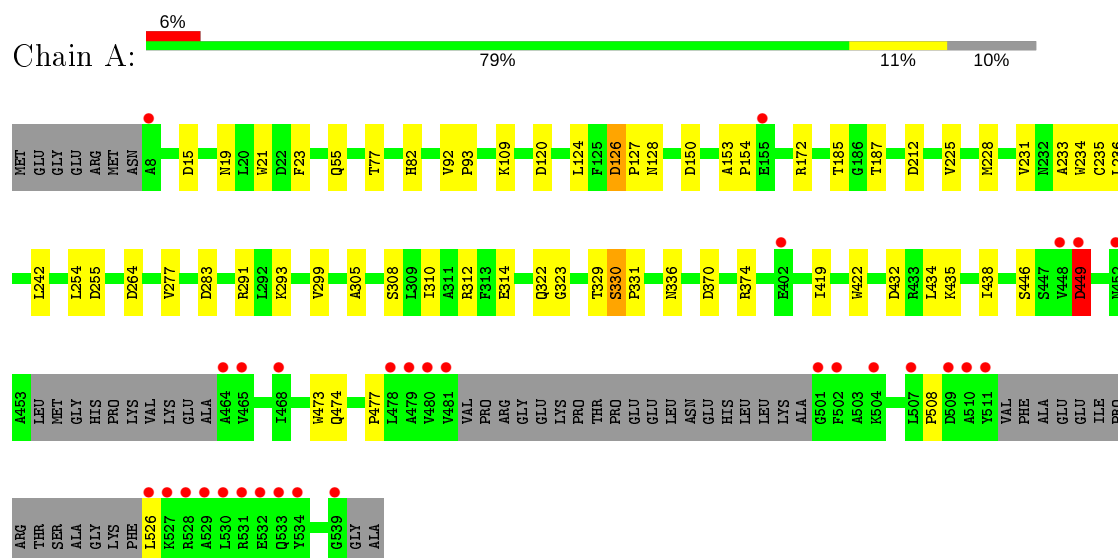 6%
Chain A:
79% 11% 10%
MET GLU GLY GLU ARG MET ASN A8 D15 N19 L20 W21 D22 F23 Q55 T77 H82 V92 P93 K109 D120 L124 F125 D126 P127 N128 D150 A153 P154 E155 R172 T185 G186 T187 D212 V225 M228 V231 N232 A233 W234 C235 L236
L242 L254 D255 D264 V277 D283 R291 L292 K293 V299 A305 S308 L309 I310 A311 R312 F313 E314 Q322 G323 T329 S330 P331 N336 D370 R374 E402 I419 W422 D432 R433 L434 K435 I438 S446 S447 V448 D449 N452
A453 LEU MET GLY HIS PRO LYS VAL LYS GLU ALA A464 V465 I468 W473 Q474 P477 L478 A479 V480 V481 VAL PRO ARG GLY GLU LYS PRO THR PRO GLU GLU LEU ASN GLU HIS LEU LEU LYS ALA G501 F502 A503 K504 L507 P508 D509 A510 Y511 VAL PHE ALA GLU GLU ILE PRO
ARG THR SER ALA GLY LYS PHE L526 K527 R528 A529 L530 R531 E532 Q533 Y534 G539 GLY ALA